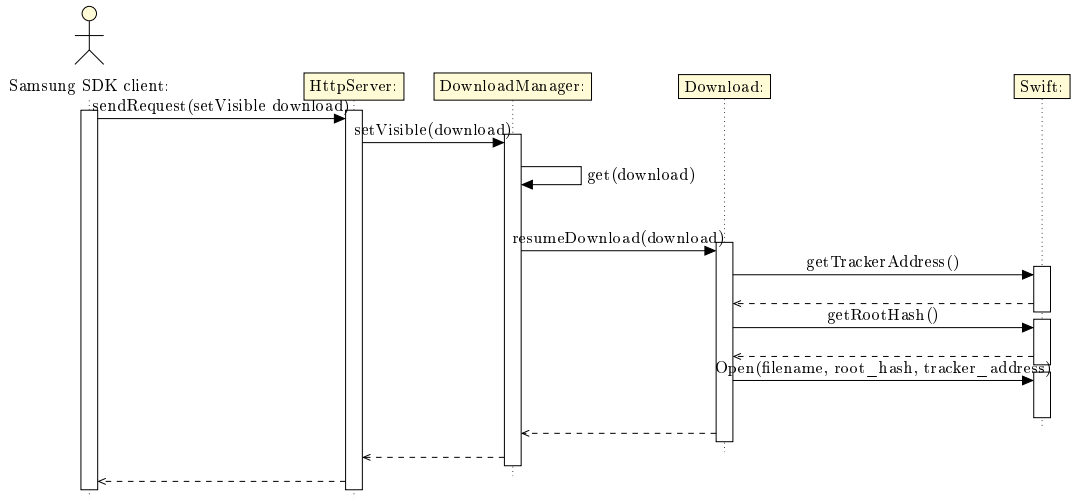 Samsung SDK client:
HttpServer:
DownloadManager:
Download:
Swift:
sendRequest(setVisible download)
setVisible(download)
get(download)
resumeDownload(download)
getTrackerAddress()
getRootHash()
Open(filename, root_hash, tracker_address)